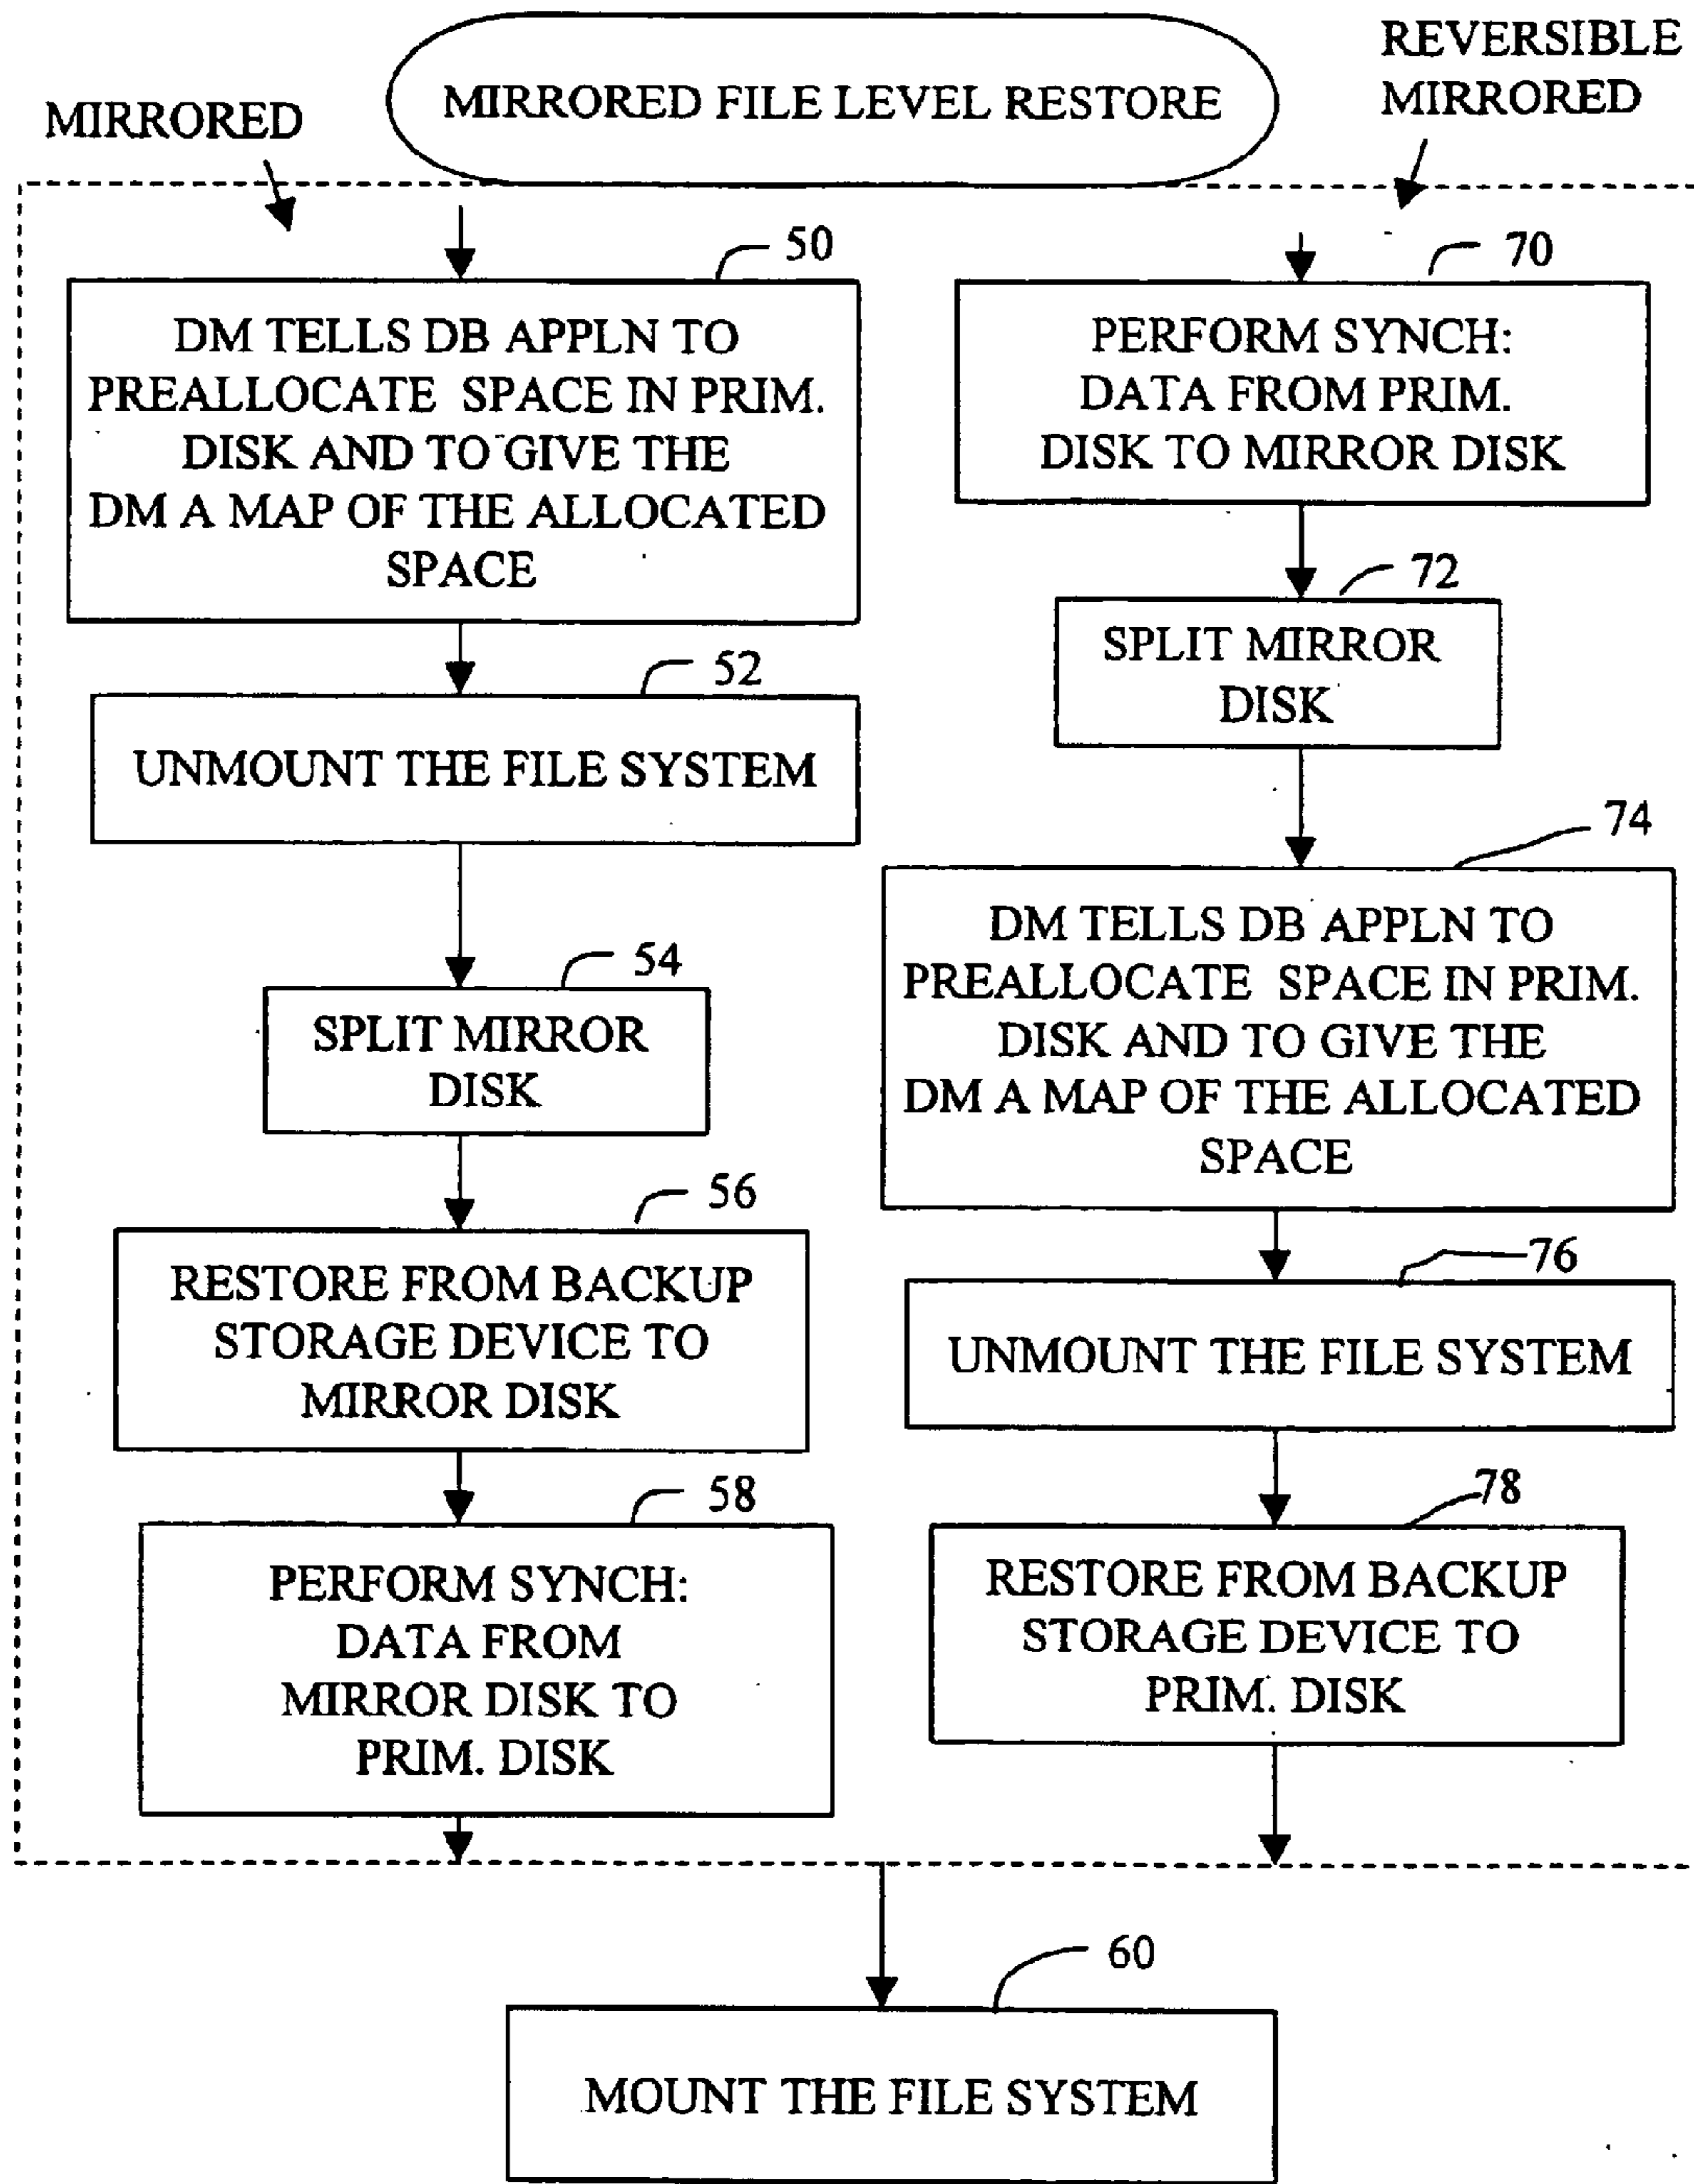 MIRRORED FILE LEVEL RESTORE
MIRRORED
REVERSIBLE
MIRRORED
50
DM TELLS DB APPLN TO
PREALLOCATE SPACE IN PRIM.
DISK AND TO GIVE THE
DM A MAP OF THE ALLOCATED
SPACE
52
UNMOUNT THE FILE SYSTEM
54
SPLIT MIRROR
DISK
56
RESTORE FROM BACKUP
STORAGE DEVICE TO
MIRROR DISK
58
PERFORM SYNCH:
DATA FROM
MIRROR DISK TO
PRIM. DISK
70
PERFORM SYNCH:
DATA FROM PRIM.
DISK TO MIRROR DISK
72
SPLIT MIRROR
DISK
74
DM TELLS DB APPLN TO
PREALLOCATE SPACE IN PRIM.
DISK AND TO GIVE THE
DM A MAP OF THE ALLOCATED
SPACE
76
UNMOUNT THE FILE SYSTEM
78
RESTORE FROM BACKUP
STORAGE DEVICE TO
PRIM. DISK
60
MOUNT THE FILE SYSTEM